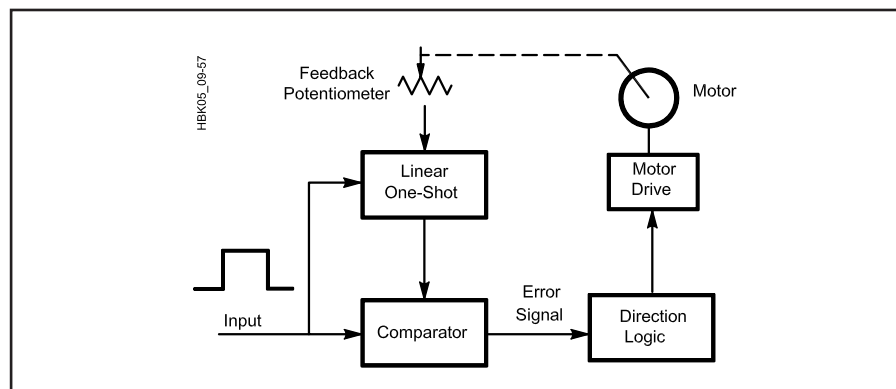 HBK05_09-57
Feedback
Potentiometer
Motor
Linear
One-Shot
Motor
Drive
Input
Comparator
Error
Signal
Direction
Logic